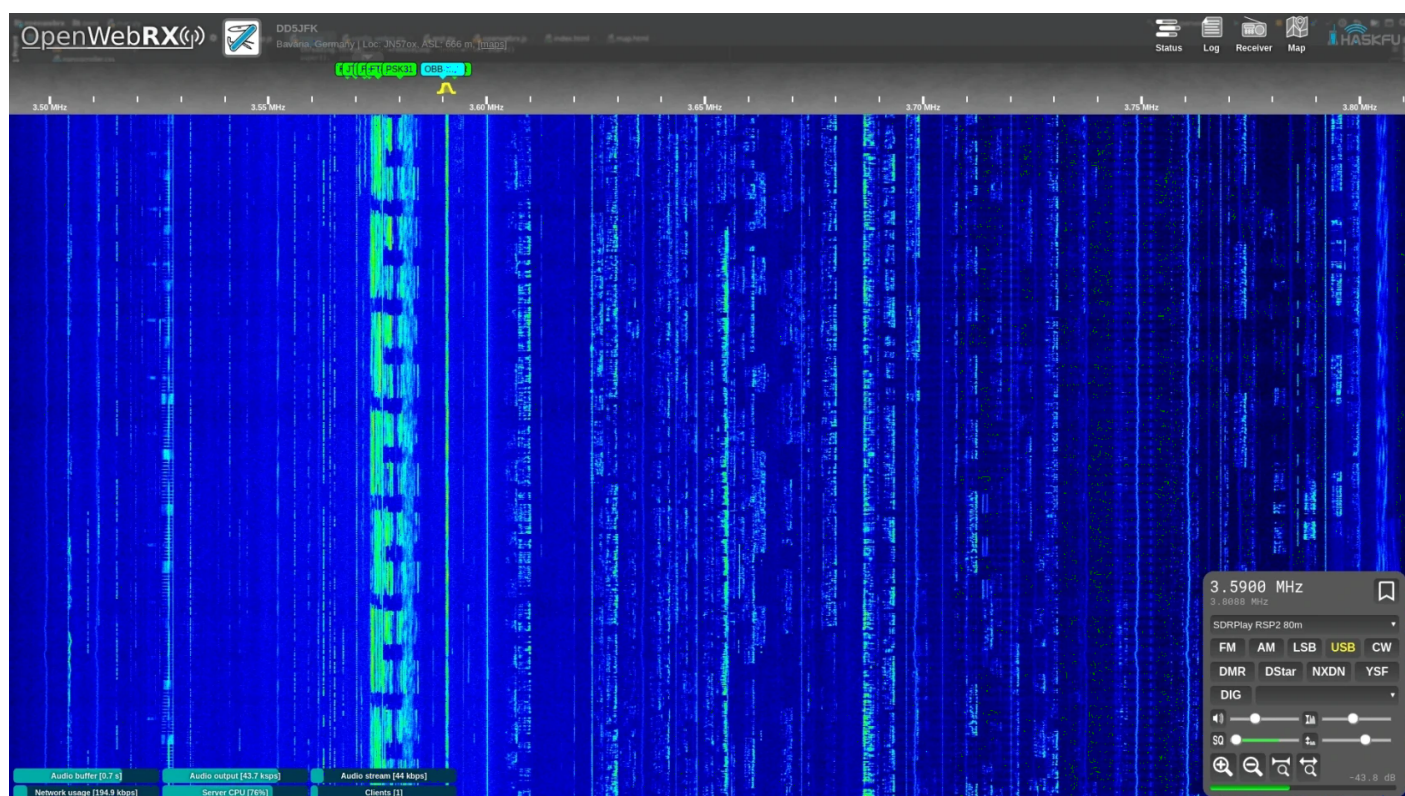 OpenWebRX
DD5JFK
Bavaria, Germany | Loc: JN57ox, ASL: 666 m, [maps]
Status Log Receiver Map
HASKFU
PSK31 OBB
3.50 MHz 3.55 MHz 3.60 MHz 3.65 MHz 3.70 MHz 3.75 MHz 3.80 MHz
3.5900 MHz
3.8088 MHz
SDRPlay RSP2 80m
FM AM LSB USB CW
DMR DStar NXDN YSF
DIG
SQ
-43.8 dB
Audio buffer [0.7 s] Audio output [43.7 ksps] Audio stream [44 kbps]
Network usage [194.9 kbps] Server CPU [76%] Clients [1]